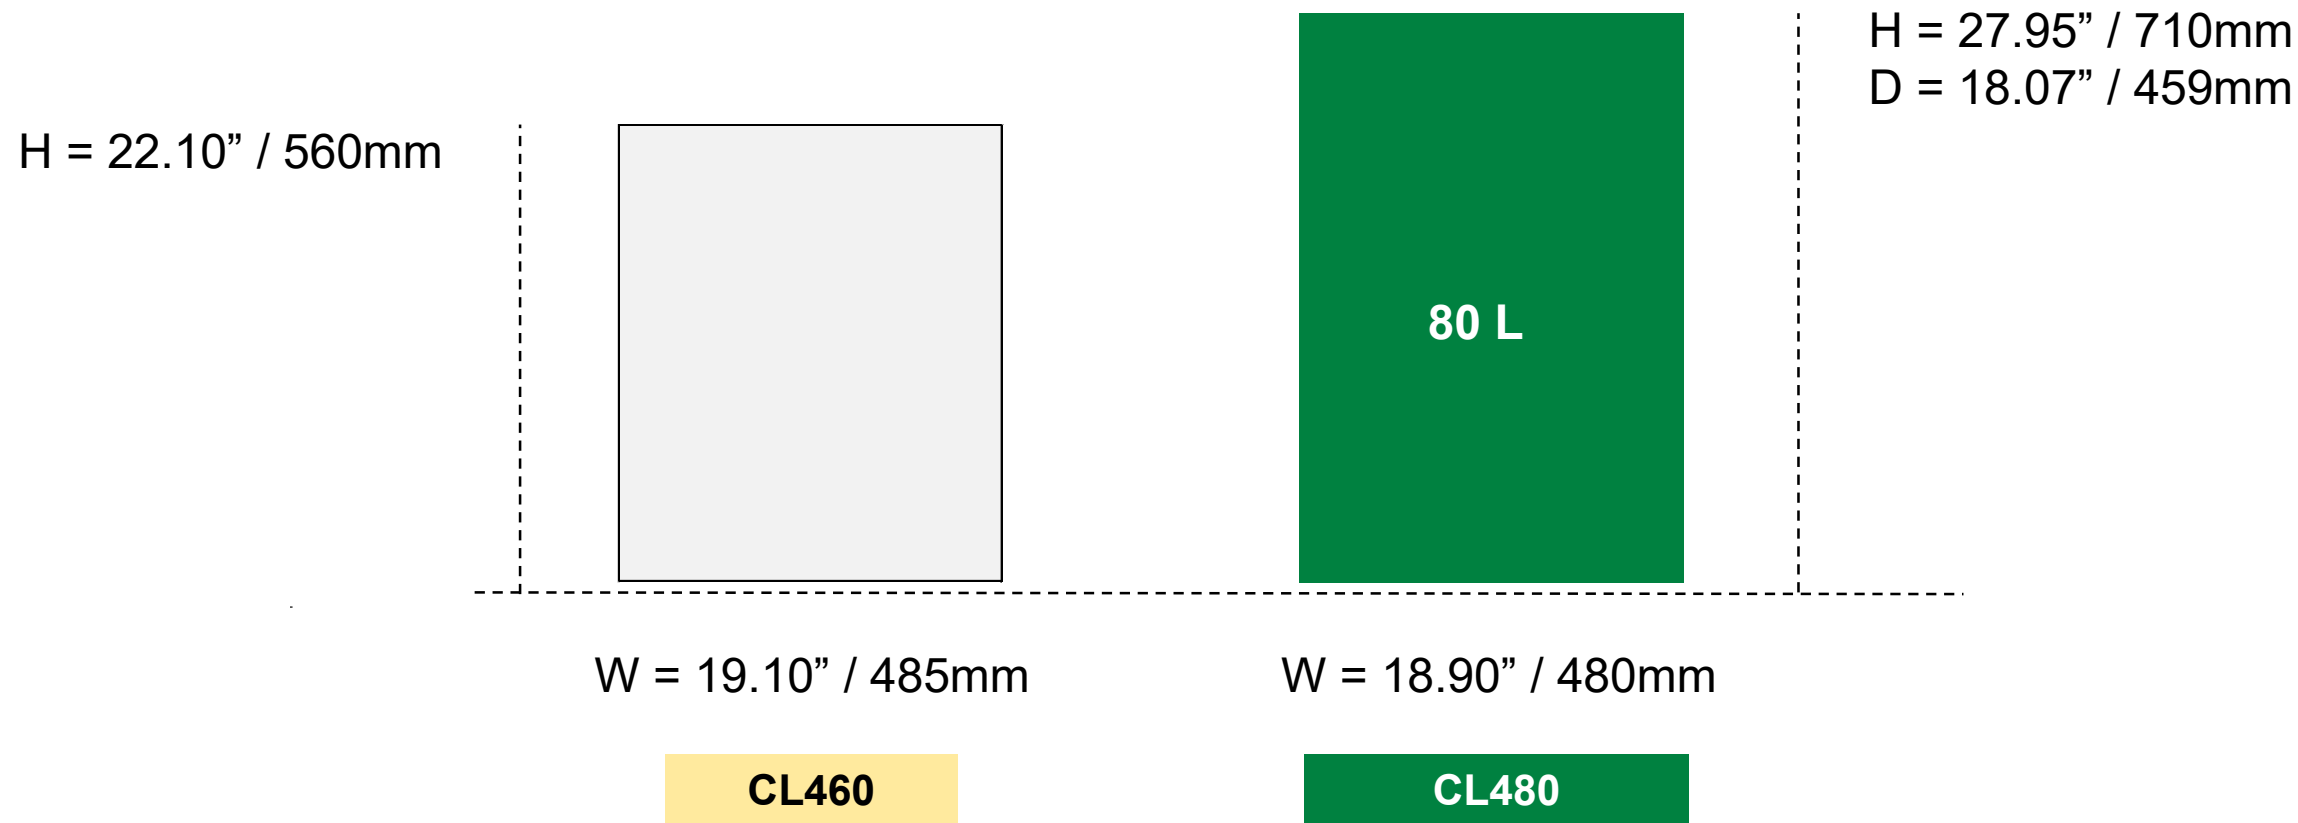 H = 27.95” / 710mm
D = 18.07” / 459mm
H = 22.10” / 560mm
80 L
W = 19.10” / 485mm
W = 18.90” / 480mm
CL460
CL480